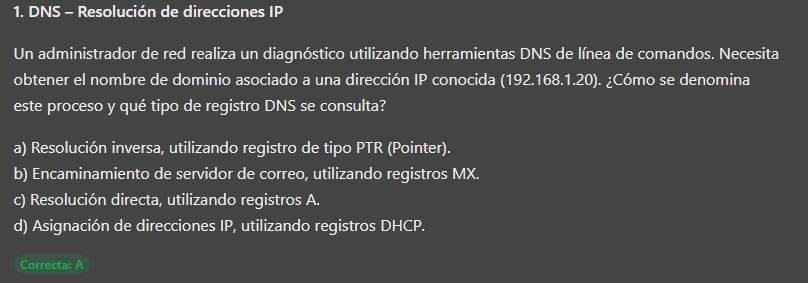 1. DNS – Resolución de direcciones IP
Un administrador de red realiza un diagnóstico utilizando herramientas DNS de línea de comandos. Necesita
obtener el nombre de dominio asociado a una dirección IP conocida (192.168.1.20). ¿Cómo se denomina
este proceso y qué tipo de registro DNS se consulta?
a) Resolución inversa, utilizando registro de tipo PTR (Pointer).
b) Encaminamiento de servidor de correo, utilizando registros MX.
c) Resolución directa, utilizando registros A.
d) Asignación de direcciones IP, utilizando registros DHCP.
Correcta: A